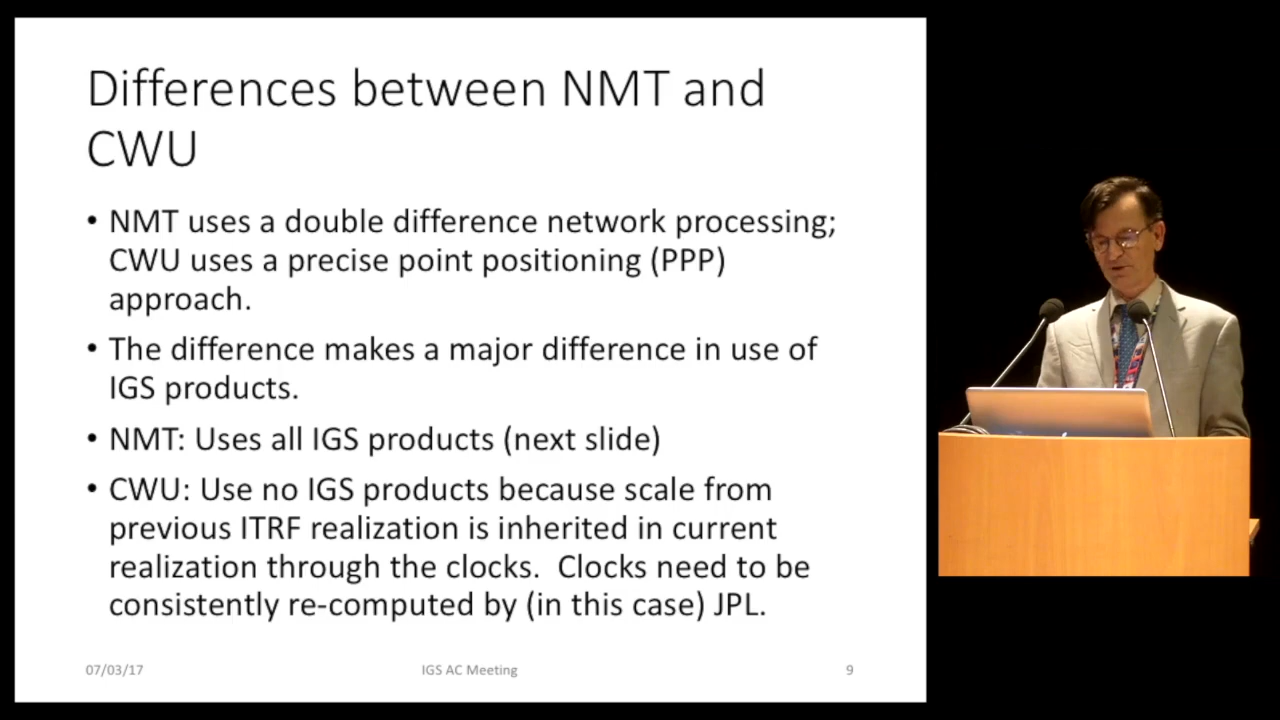 Differences between NMT and
CWU
• NMT uses a double difference network processing;
CWU uses a precise point positioning (PPP)
approach.
• The difference makes a major difference in use of
IGS products.
• NMT: Uses all IGS products (next slide)
• CWU: Use no IGS products because scale from
previous ITRF realization is inherited in current
realization through the clocks.  Clocks need to be
consistently re-computed by (in this case) JPL.
07/03/17
IGS AC Meeting
9